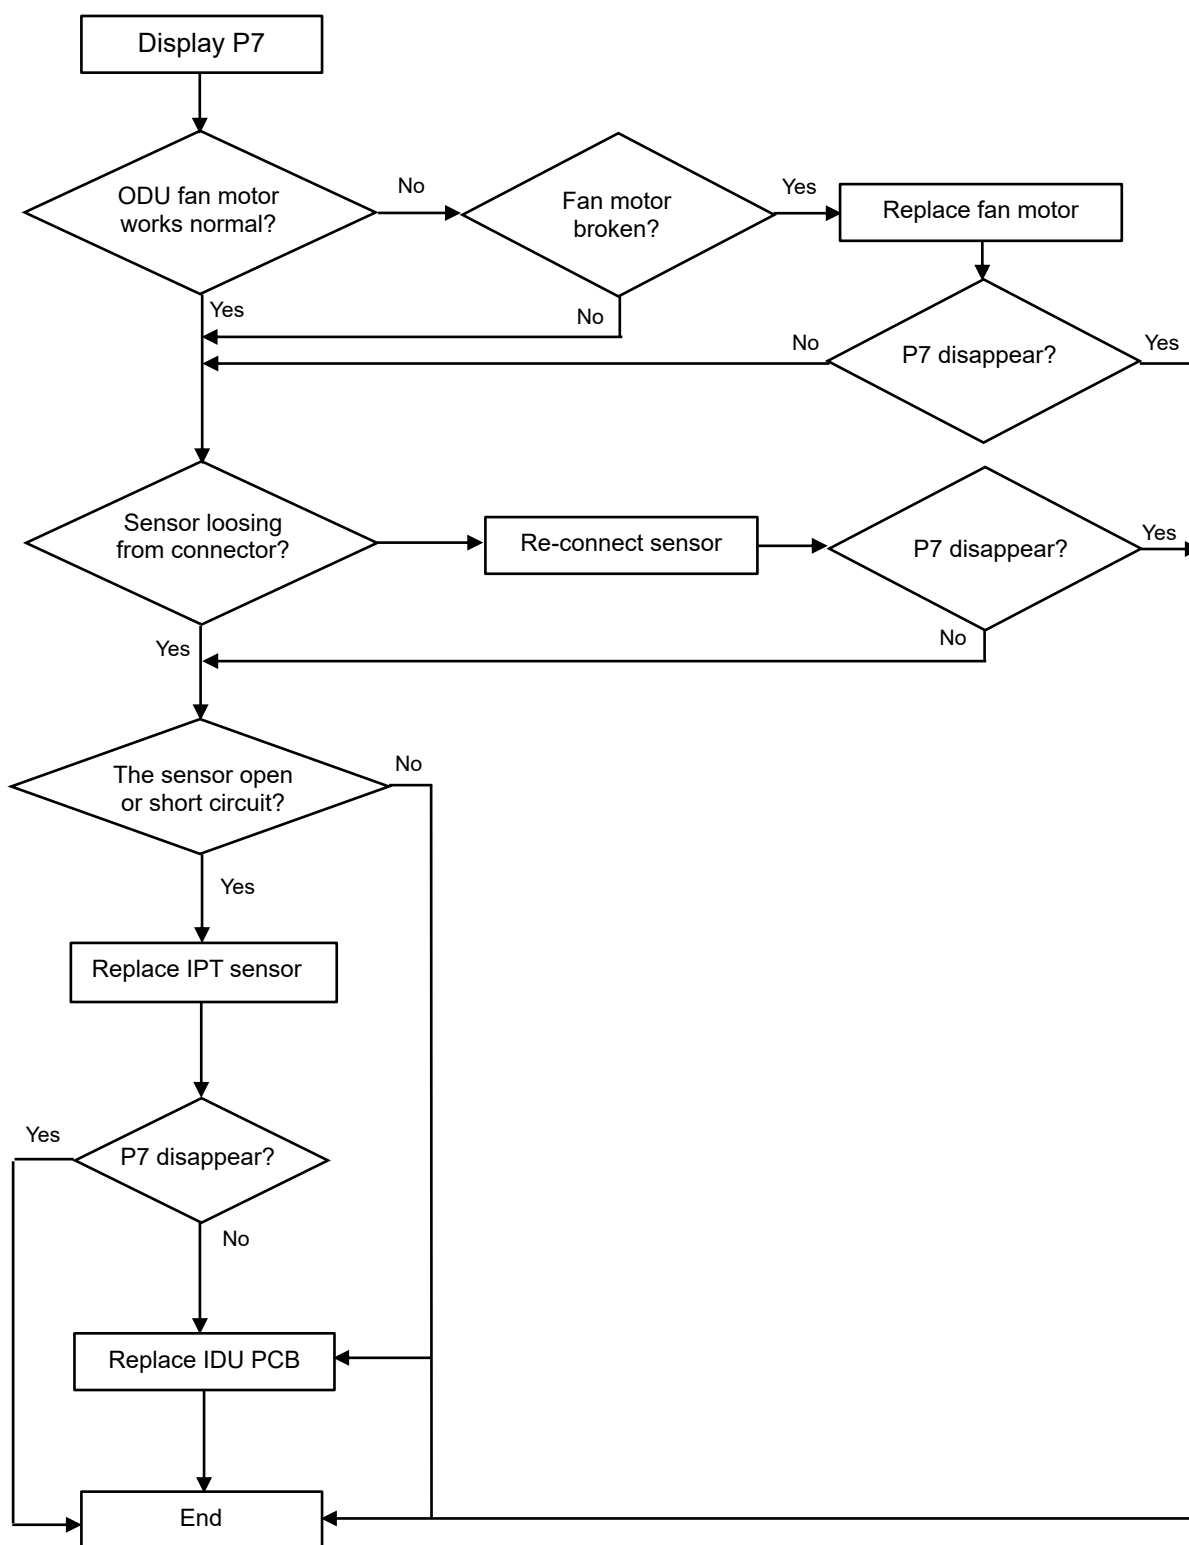 Display P7
ODU fan motor
works normal?
No
Fan motor
broken?
Yes
Replace fan motor
Yes
No
No
P7 disappear?
Yes
Sensor loosing
from connector?
Re-connect sensor
P7 disappear?
Yes
Yes
No
The sensor open
or short circuit?
No
Yes
Replace IPT sensor
Yes
P7 disappear?
No
Replace IDU PCB
End